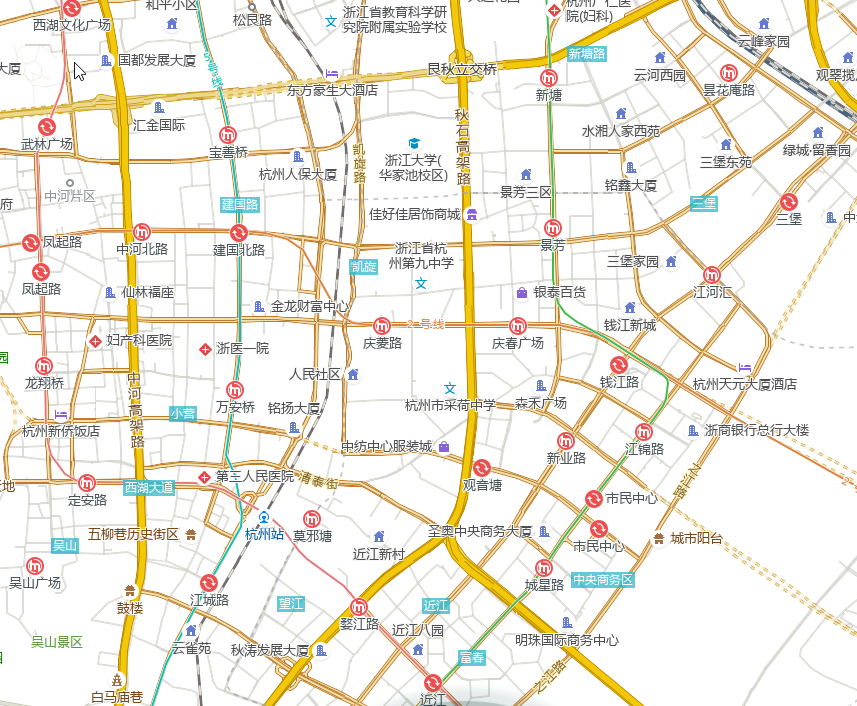 和平小区
西湖文化广场
松艮路
浙江省教育科学研
究院附属实验学校
院(妇科)
云峰家园
大厦
国都发展大厦
5号线
艮秋立交桥
新塘路
云河西园
昙花庵路
观翠揽
东方豪生大酒店
新塘
汇金国际
秋石高架路
水湘人家西苑
武林广场
宝善桥
凯旋路
浙江大学(
华家池校区)
绿城·留香园
三堡东苑
杭州人保大厦
景芳三区
铭鑫大厦
中河片区
府
建国路
佳好佳居饰商城
三堡
三堡
中
凤起路
中河北路
建国北路
浙江省杭
州第九中学
景芳
凯旋
三堡家园
凤起路
仙林福座
金龙财富中心
银泰百货
江河汇
2号线
钱江新城
妇产科医院
浙医一院
庆菱路
庆春广场
园
龙翔桥
人民社区
钱江路
杭州天元大厦酒店
中河高架路
万安桥
铭扬大厦
杭州市采荷中学
森禾广场
小营
杭州新侨饭店
中纺中心服装城
新业路
江锦路
浙商银行总行大楼
第三人民医院
清泰街
观音塘
之江路
天地
定安路
西湖大道
市民中心
五柳巷历史街区
杭州站
莫邪塘
圣奥中央商务大厦
市民中心
城市阳台
吴山
近江新村
吴山广场
江城路
城星路
中央商务区
鼓楼
望江
婺江路
近江
云雀苑
近江八园
明珠国际商务中心
吴山景区
秋涛发展大厦
富春
之江路
白马庙巷
近江